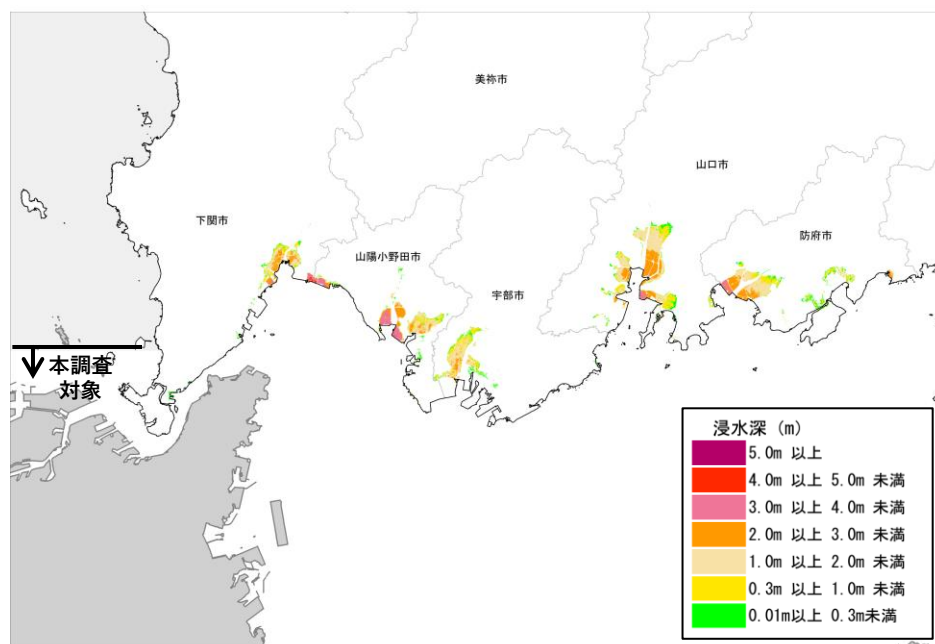 美祢市
山口市
下関市
防府市
山陽小野田市
宇部市
本調査
対象
浸水深 (m)
5.0m 以上
4.0m 以上 5.0m 未満
3.0m 以上 4.0m 未満
2.0m 以上 3.0m 未満
1.0m 以上 2.0m 未満
0.3m 以上 1.0m 未満
0.01m以上 0.3m未満